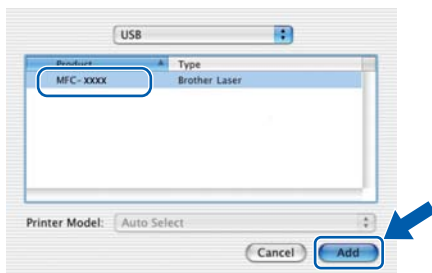 USB
Product Type
MFC-XXXX Brother Laser
Printer Model: Auto Select
Cancel Add